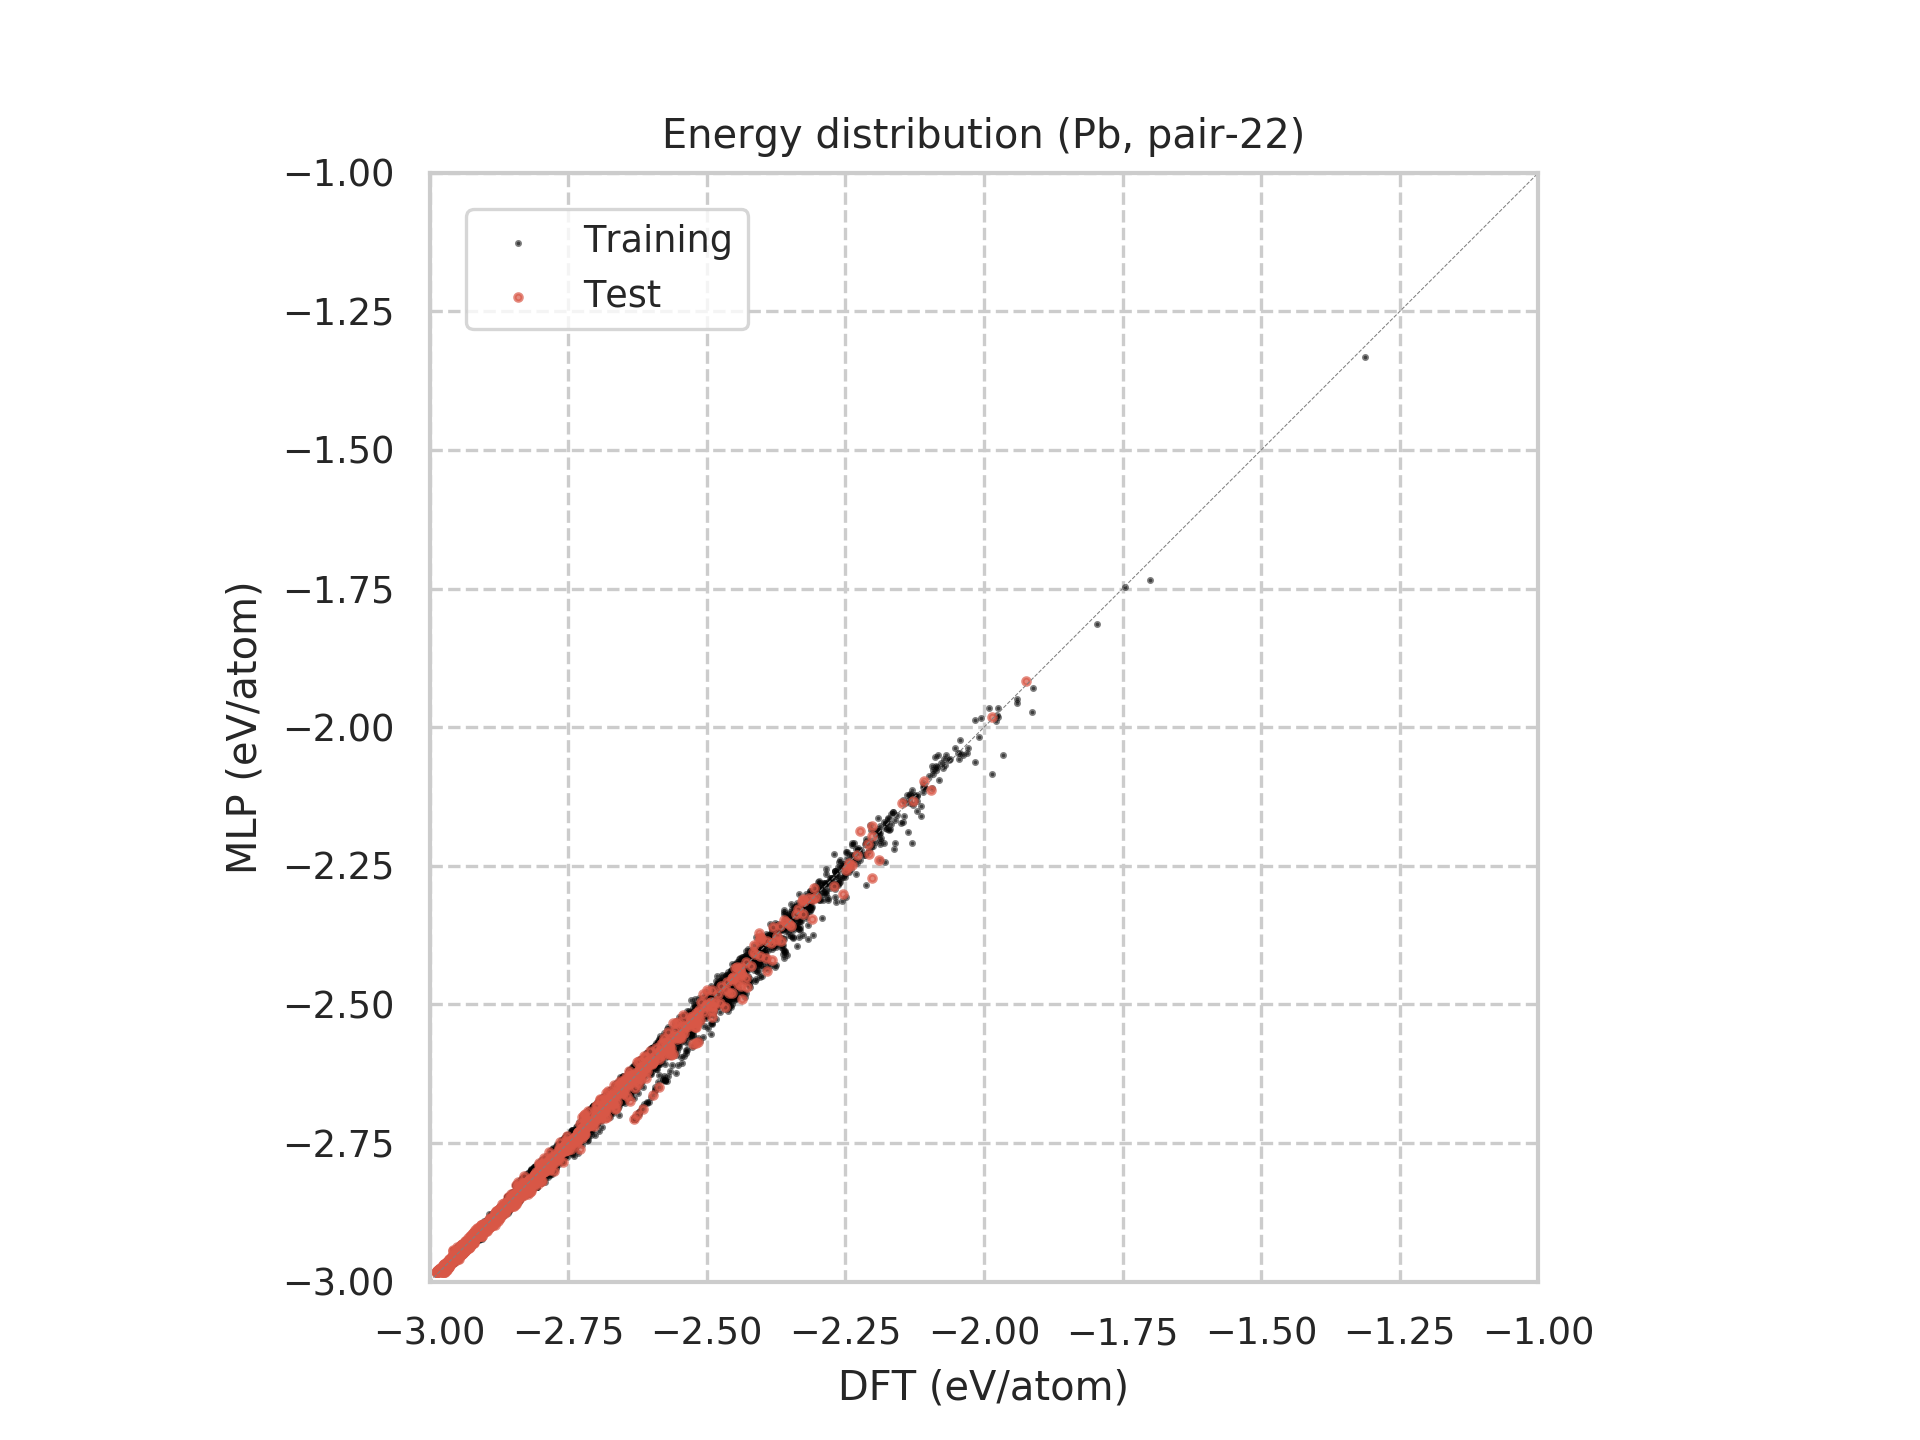 Energy distribution (Pb, pair-22)
−1.00
−1.25
−1.50
−1.75
−2.00
−2.25
−2.50
−2.75
−3.00
MLP (eV/atom)
Training
Test
−3.00 −2.75 −2.50 −2.25 −2.00 −1.75 −1.50 −1.25 −1.00
DFT (eV/atom)